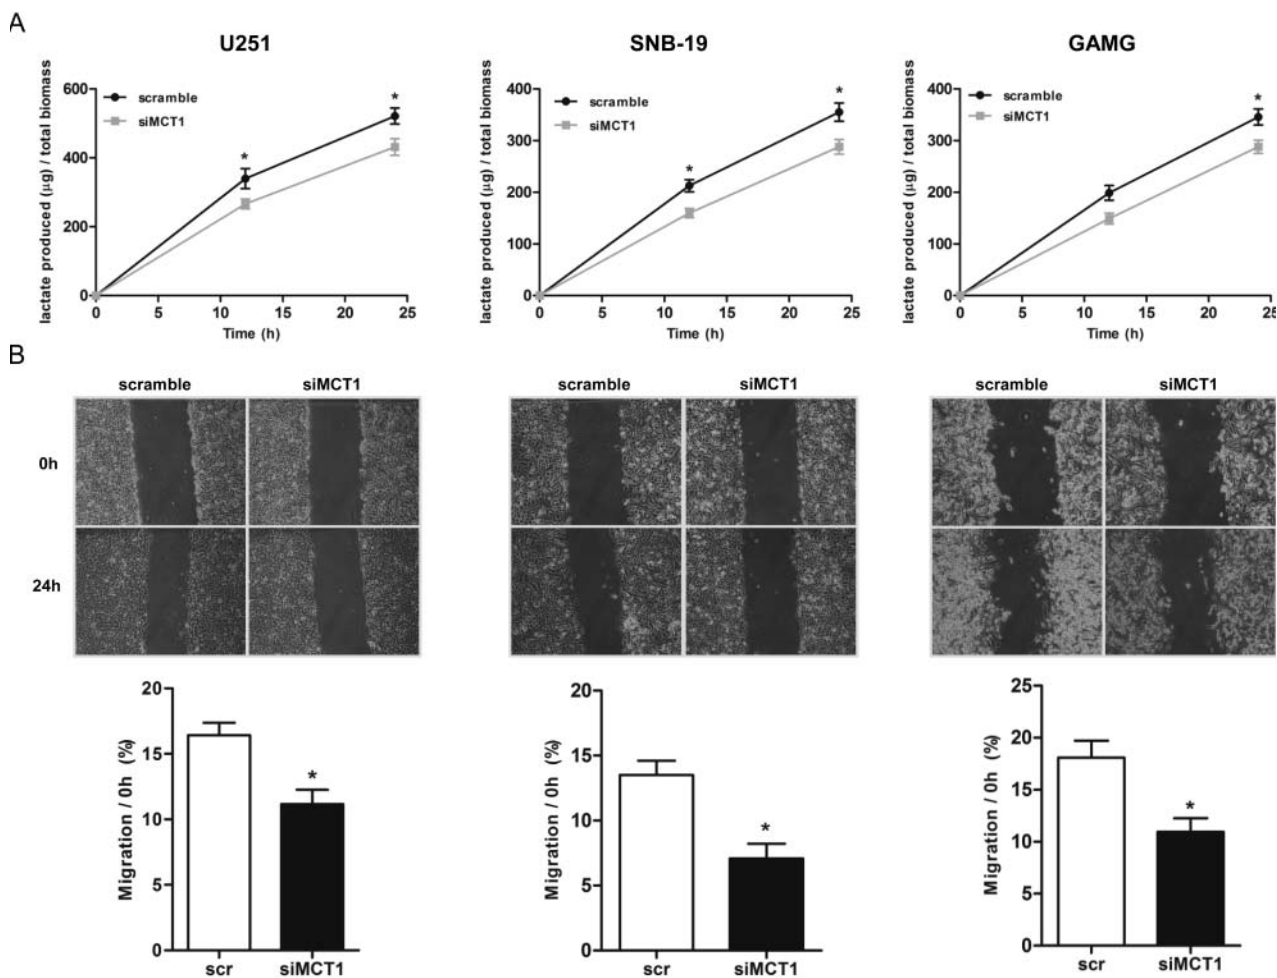 A
U251
SNB-19
GAMG
lactate produced (µg) / total biomass
600
400
200
0
scramble
siMCT1
*
*
0 5 10 15 20 25
Time (h)
lactate produced (µg) / total biomass
400
300
200
100
0
scramble
siMCT1
*
*
0 5 10 15 20 25
Time (h)
lactate produced (µg) / total biomass
400
300
200
100
0
scramble
siMCT1
*
0 5 10 15 20 25
Time (h)
B
scramble siMCT1
scramble siMCT1
scramble siMCT1
0h
24h
Migration / 0h (%)
20
15
10
5
0
*
scr siMCT1
Migration / 0h (%)
20
15
10
5
0
*
scr siMCT1
Migration / 0h (%)
25
20
15
10
5
0
*
scr siMCT1